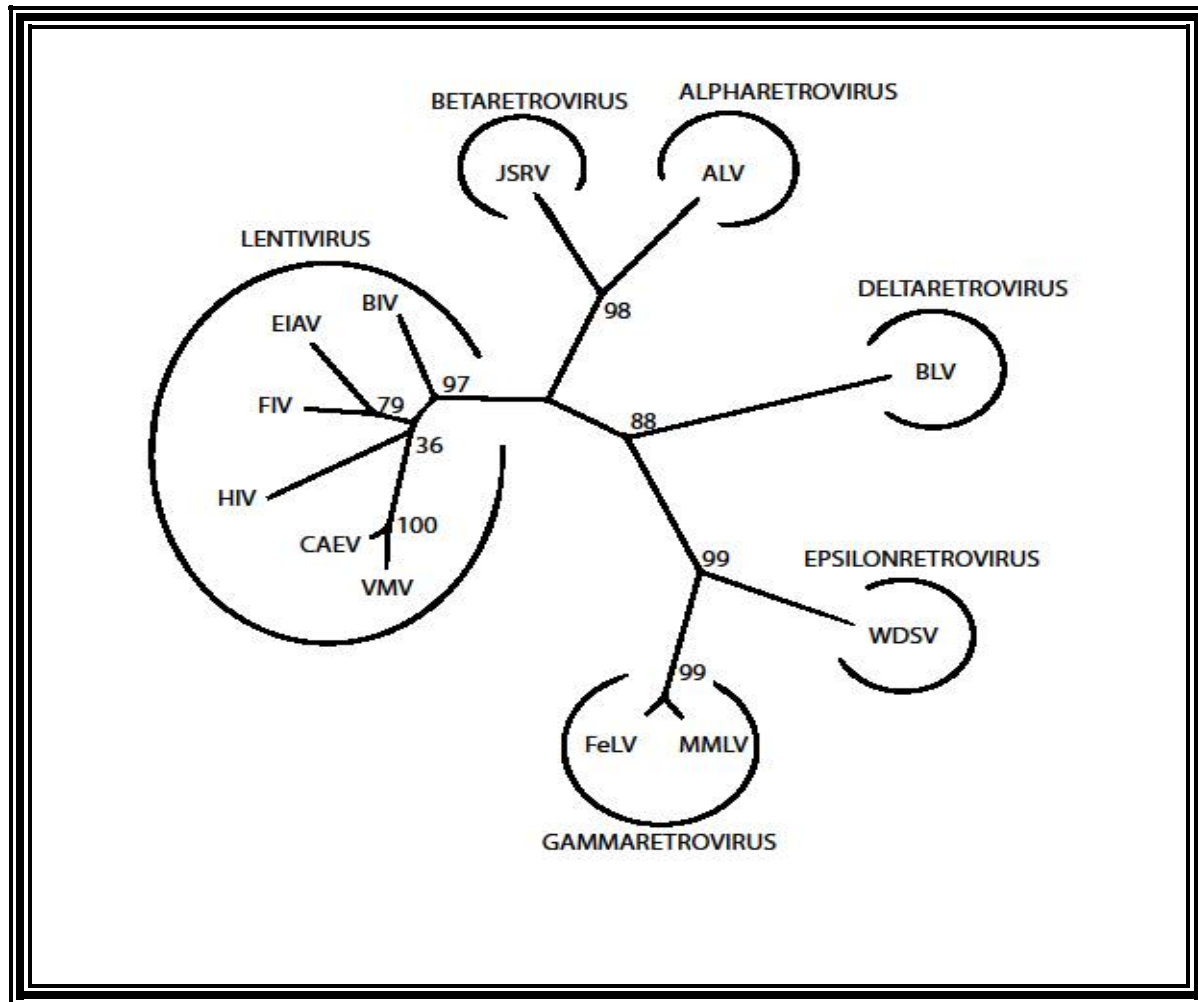 ALPHARETROVIRUS
BETARETROVIRUS
JSRV
ALV
LENTIVIRUS
DELTARETROVIRUS
BIV
98
EIAV
BLV
97
FIV
79
88
36
HIV
100
CAEV
99
EPSILONRETROVIRUS
VMV
WDSV
99
FeLV
MMLV
GAMMARETROVIRUS